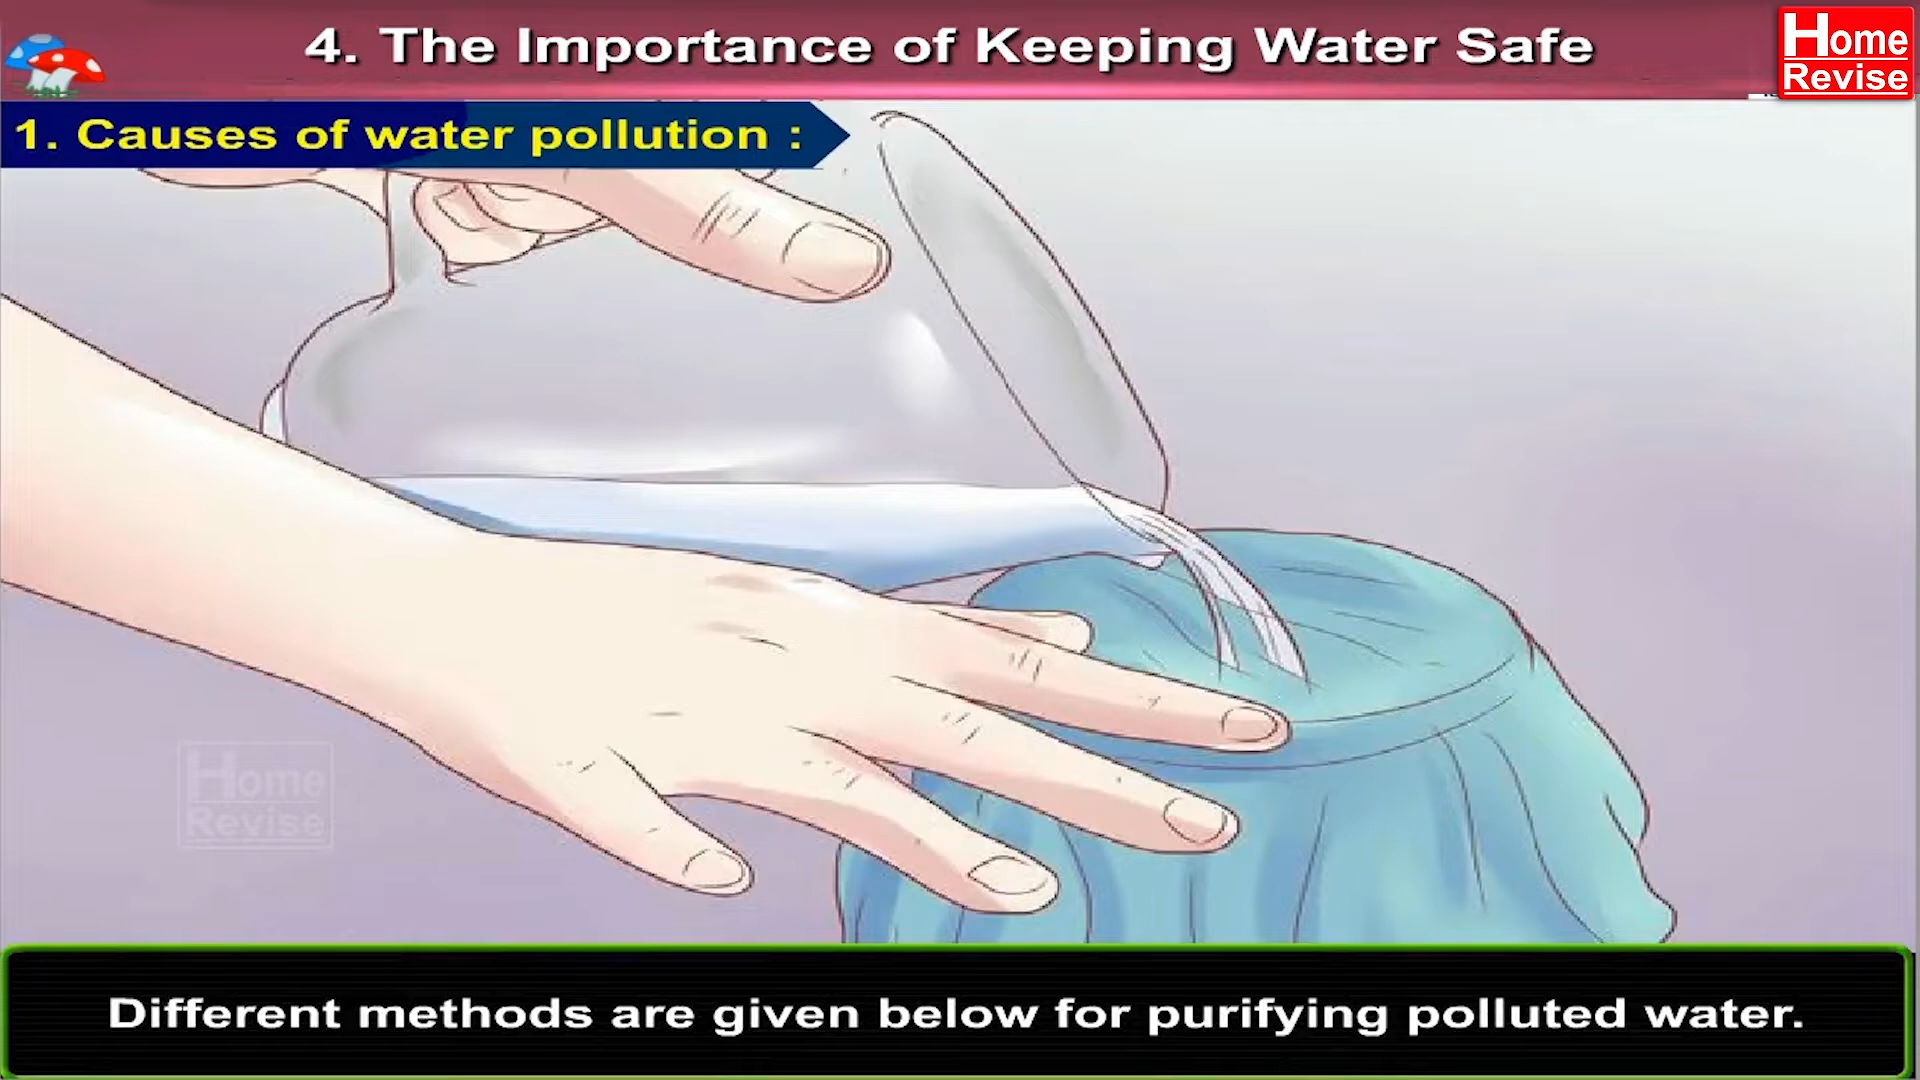 4. The Importance of Keeping Water Safe
Home
Revise
1. Causes of water pollution :
Home
Revise
Different methods are given below for purifying polluted water.